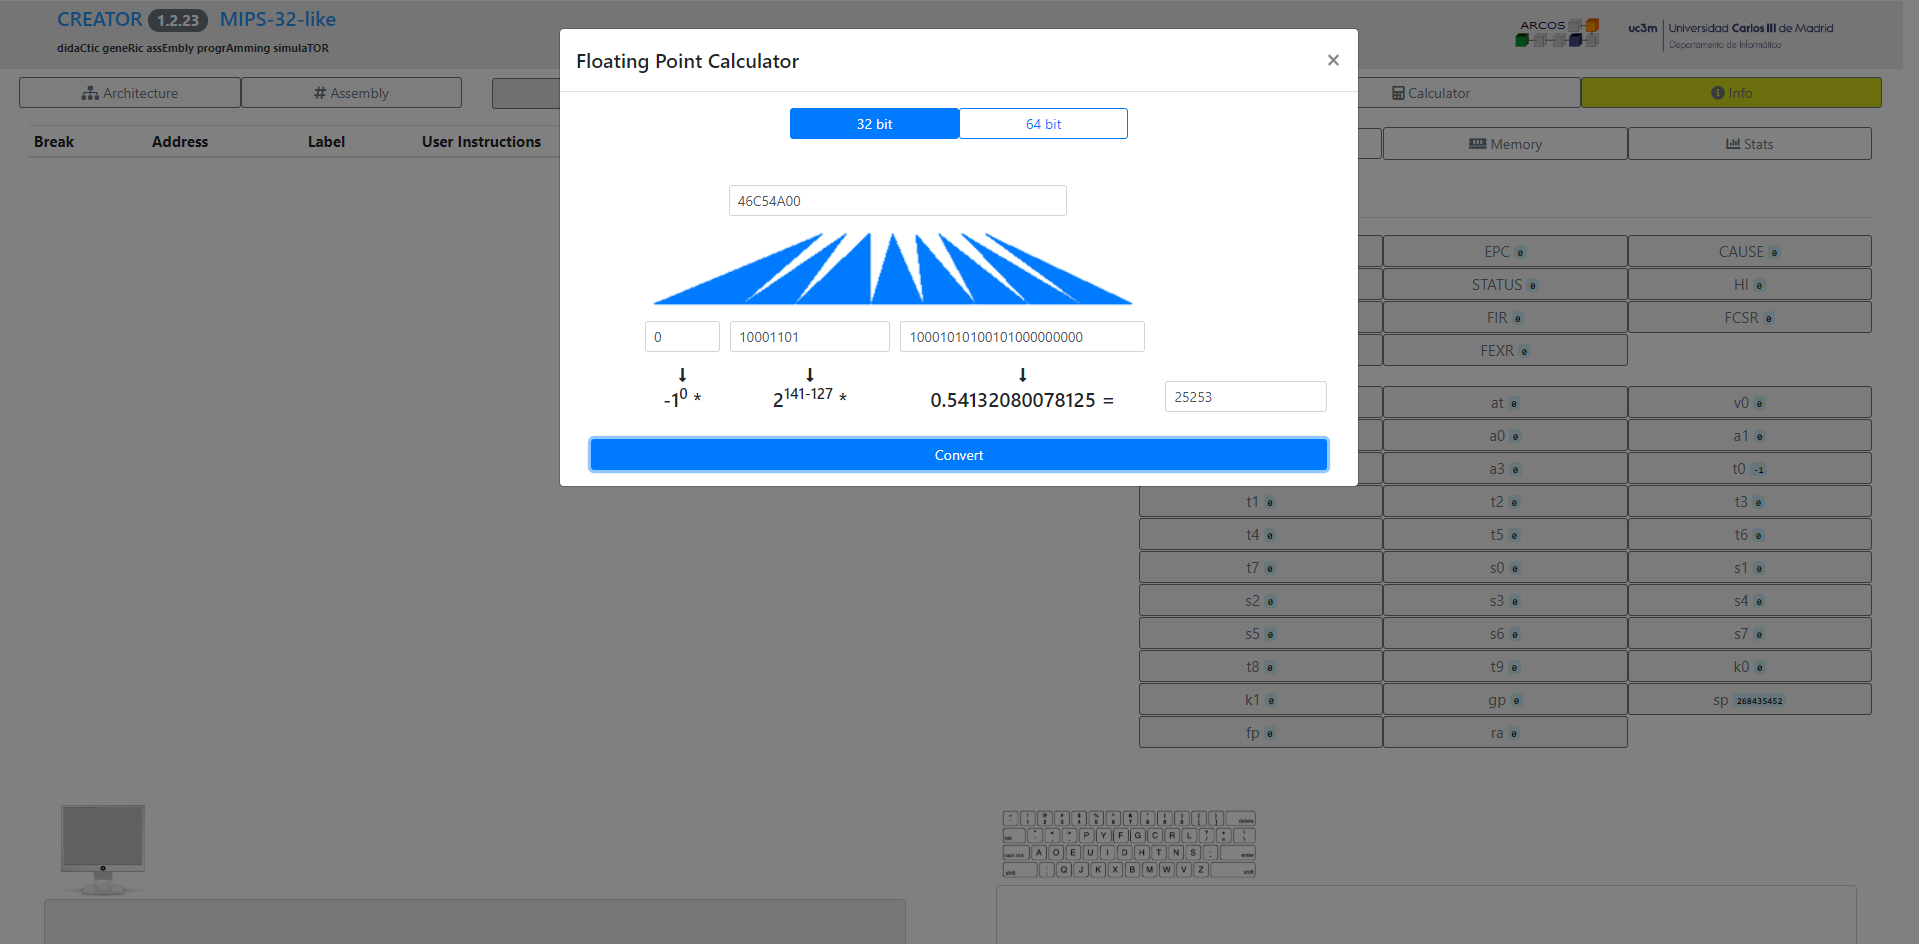 CREATOR 1.2.23 MIPS-32-like
didaCtic geneRic assEmbly progrAmming simulaTOR
ARCOS
uc3m Universidad Carlos III de Madrid
Departamento de Informática
Architecture
# Assembly
Calculator
Info
Break Address Label User Instructions
Memory
Stats
Floating Point Calculator ×
32 bit
64 bit
46C54A00
0
10001101
10001010100101000000000
-1^0 *
2^141-127 *
0.54132080078125 =
25253
Convert
EPC 0
CAUSE 0
STATUS 0
HI 0
FIR 0
FCSR 0
FEXR 0
at 0
v0 0
a0 0
a1 0
a3 0
t0 -1
t1 0
t2 0
t3 0
t4 0
t5 0
t6 0
t7 0
s0 0
s1 0
s2 0
s3 0
s4 0
s5 0
s6 0
s7 0
t8 0
t9 0
k0 0
k1 0
gp 0
sp 268435452
fp 0
ra 0
P Y F G C R L
A O E U I D H T N S
Q J K X B M W V Z